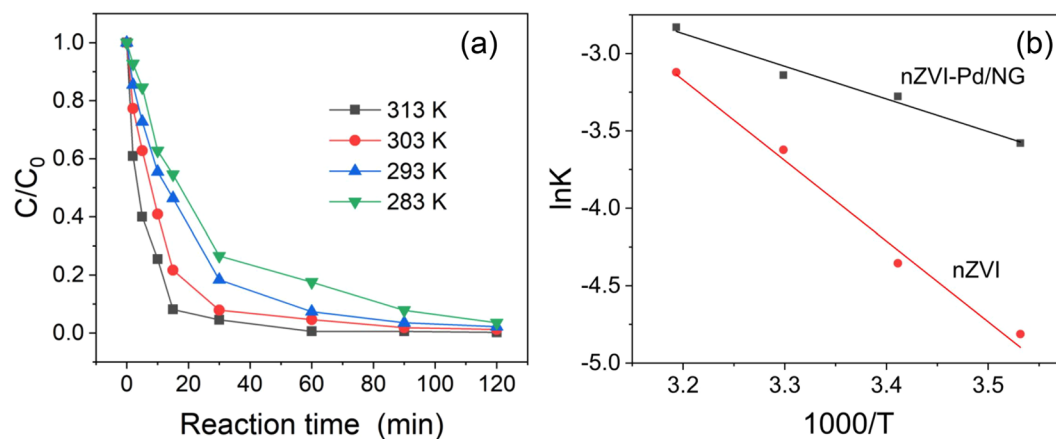 (a)
C/C0
1.0
0.8
0.6
0.4
0.2
0.0
313 K
303 K
293 K
283 K
0 20 40 60 80 100 120
Reaction time (min)
(b)
lnK
-3.0
-3.5
-4.0
-4.5
-5.0
nZVI-Pd/NG
nZVI
3.2 3.3 3.4 3.5
1000/T